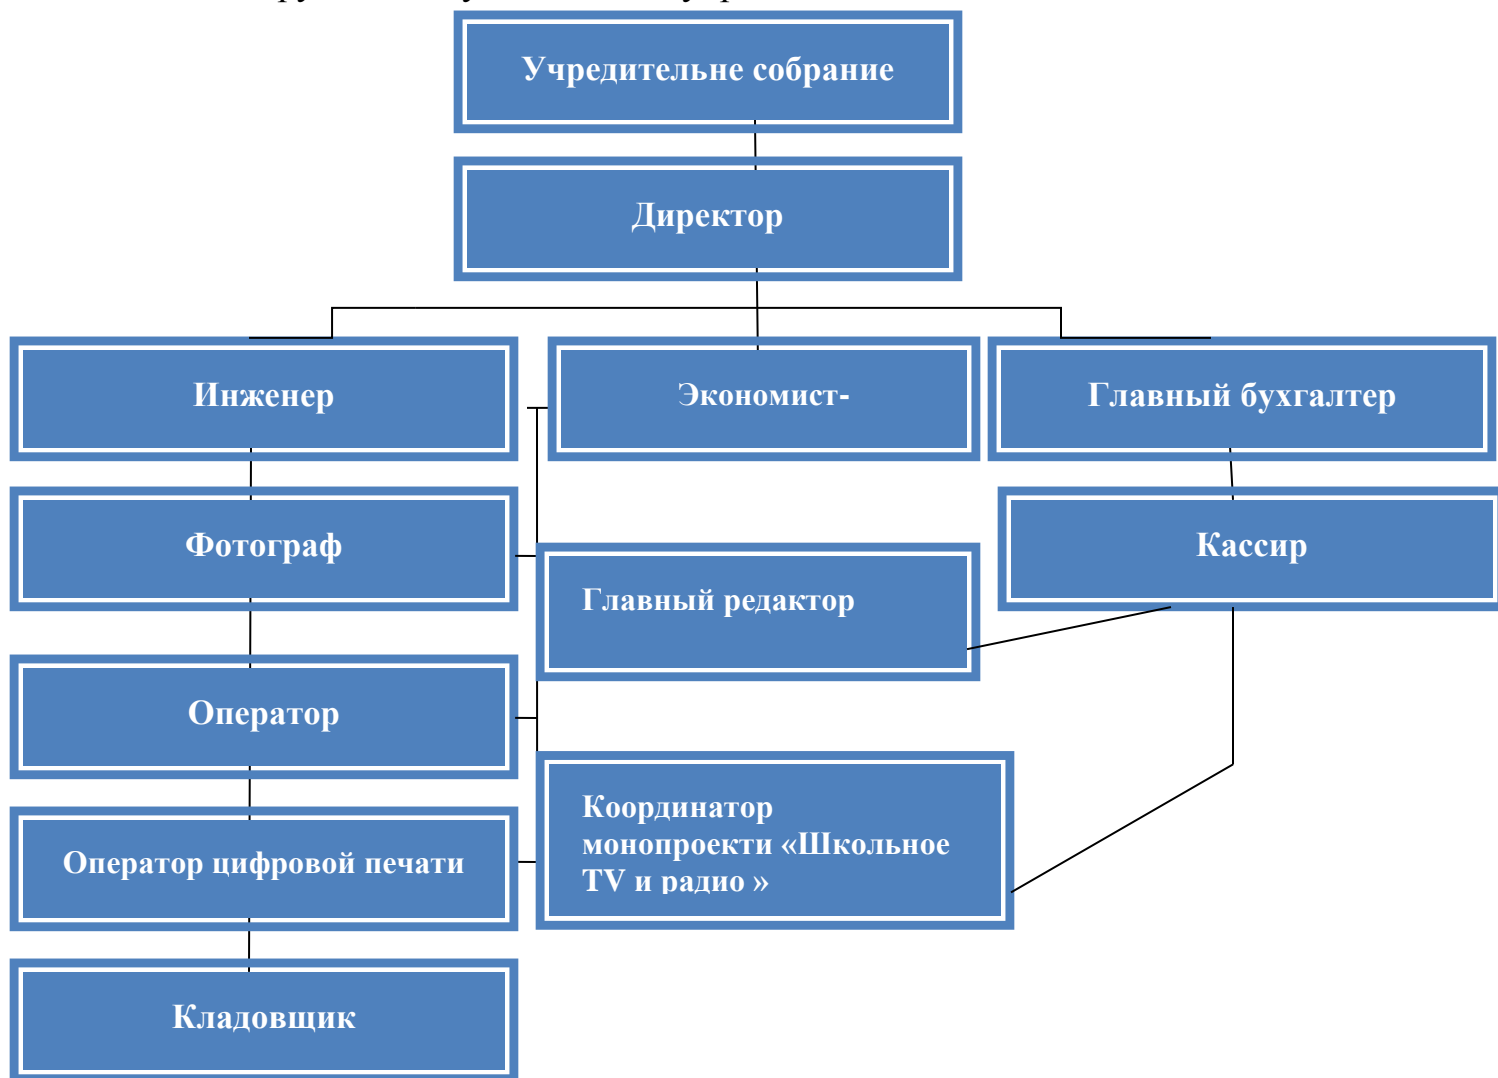 Учредительне собрание
Директор
Инженер
Экономист-
Главный бухгалтер
Фотограф
Кассир
Главный редактор
Оператор
Координатор
монопроекти «Школьное
TV и радио »
Оператор цифровой печати
Кладовщик